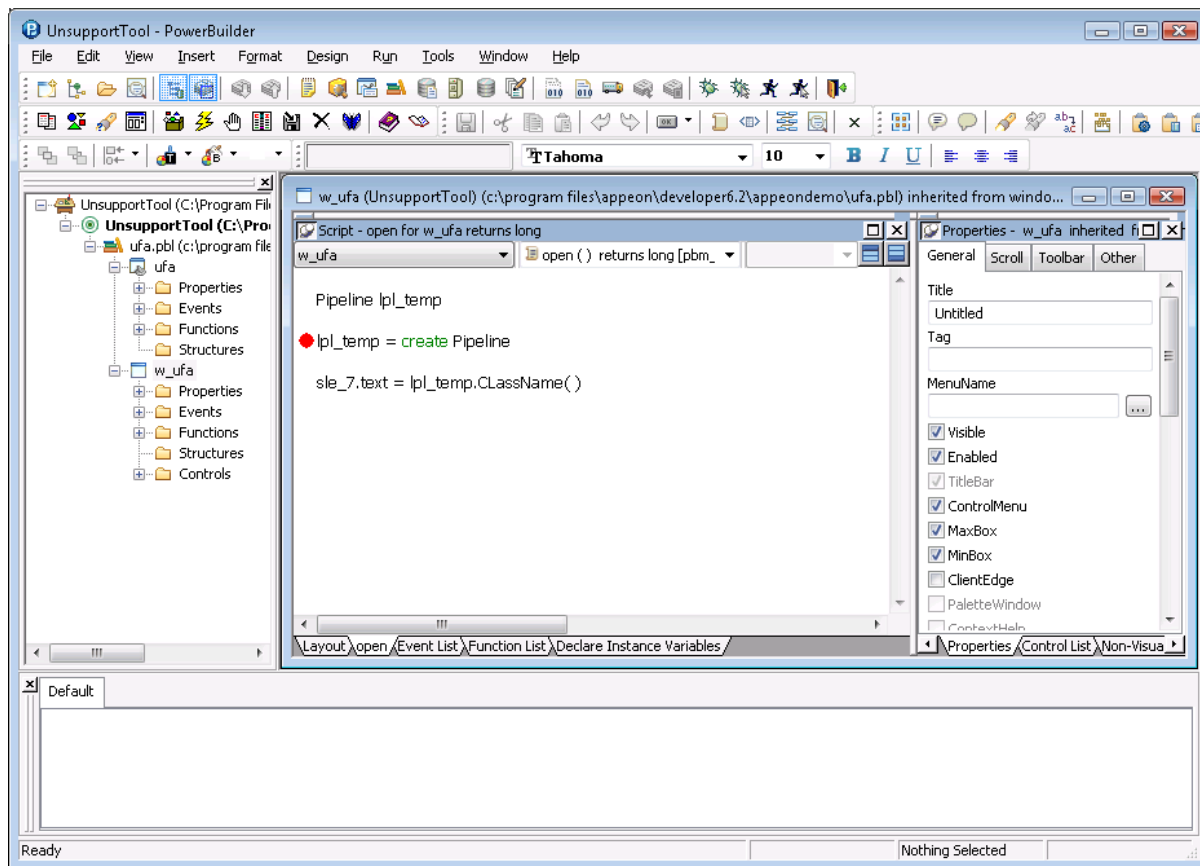 UnsupportTool - PowerBuilder
File Edit View Insert Format Design Run Tools Window Help
Tahoma 10 B I U
UnsupportTool (C:\Program Fil
UnsupportTool (C:\Pro
ufa.pbl (c:\program file
ufa
Properties
Events
Functions
Structures
w_ufa
Properties
Events
Functions
Structures
Controls
w_ufa (UnsupportTool) (c:\program files\appeon\developer6.2\appeondemo\ufa.pbl) inherited from windo...
Script - open for w_ufa returns long
w_ufa open ( ) returns long [pbm_
Pipeline lpl_temp
lpl_temp = create Pipeline
sle_7.text = lpl_temp.CLassName( )
Layout open Event List Function List Declare Instance Variables
Properties - w_ufa inherited f
General Scroll Toolbar Other
Title
Untitled
Tag
MenuName
...
Visible
Enabled
TitleBar
ControlMenu
MaxBox
MinBox
ClientEdge
PaletteWindow
ContextHelp
Properties Control List Non-Visua
Default
Ready Nothing Selected